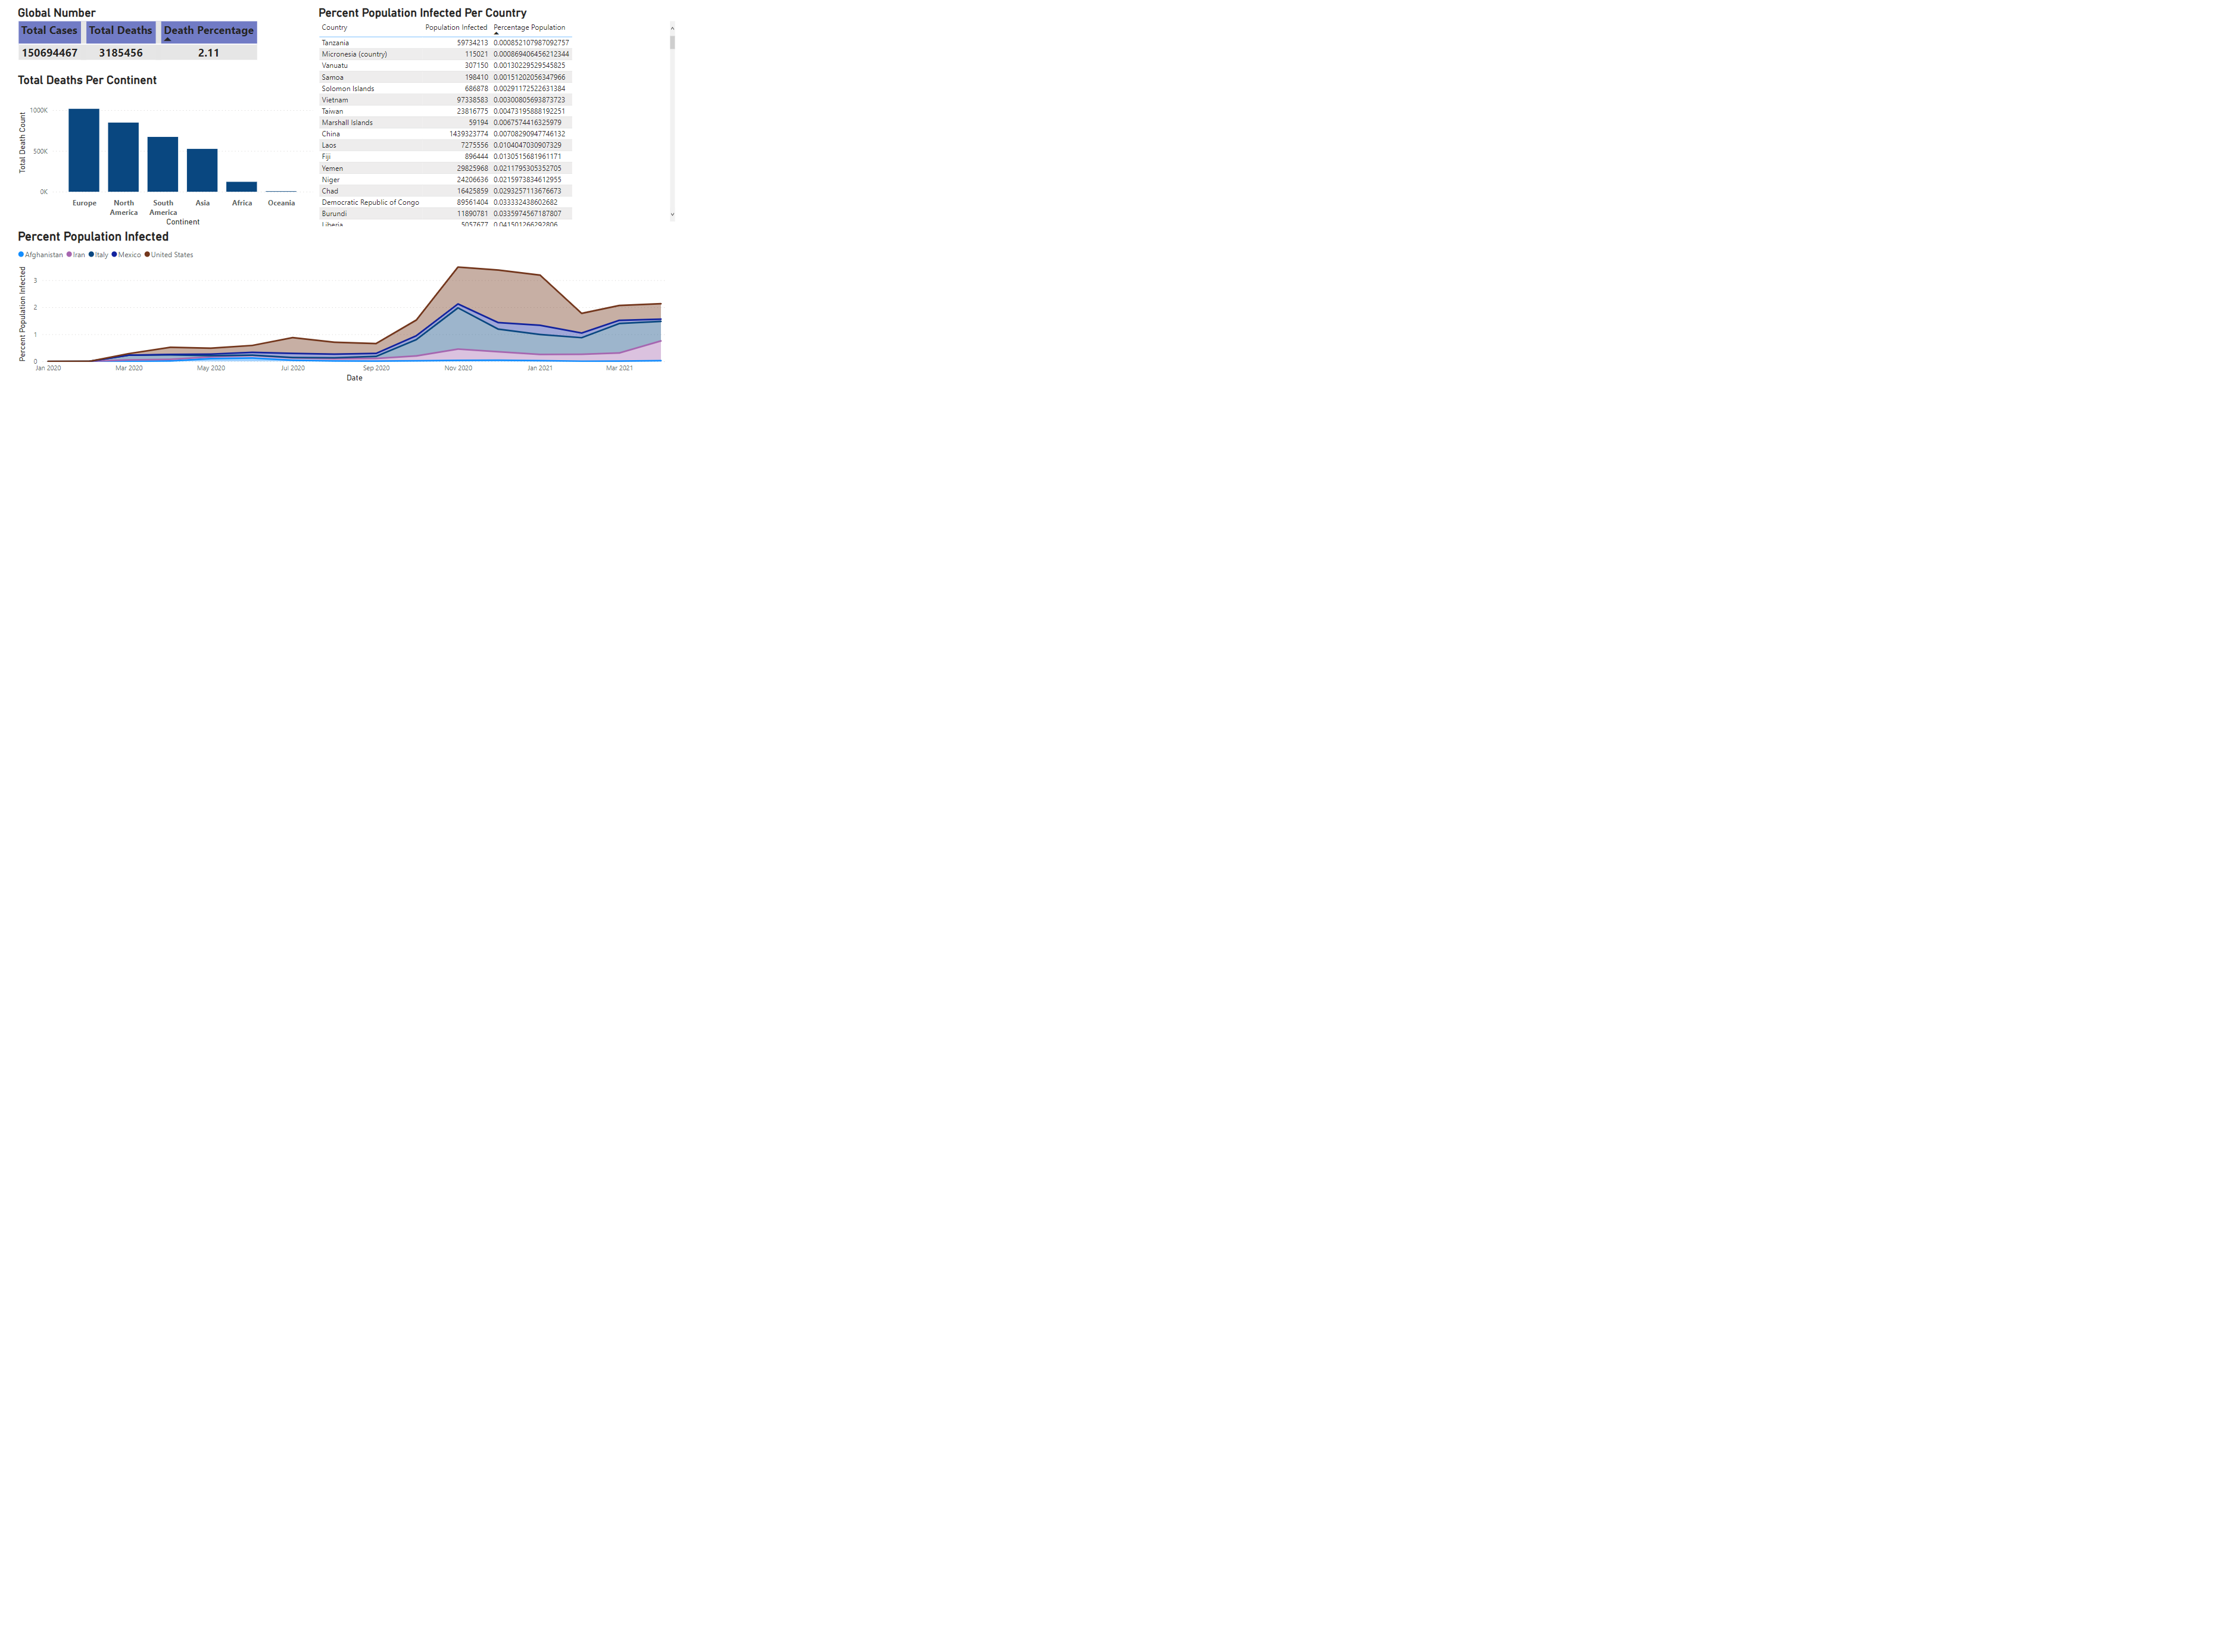 Global Number
Total Cases Total Deaths Death Percentage
150694467 3185456 2.11
Total Deaths Per Continent
Total Death Count
1000K
500K
0K
Europe North America South America Asia Africa Oceania
Continent
Percent Population Infected Per Country
Country Population Infected Percentage Population
Tanzania 59734213 0.000852107987092757
Micronesia (country) 115021 0.000869406456212344
Vanuatu 307150 0.00130229529545825
Samoa 198410 0.00151202056347966
Solomon Islands 686878 0.00291172522631384
Vietnam 97338583 0.00300805693873723
Taiwan 23816775 0.00473195888192251
Marshall Islands 59194 0.0067574416325979
China 1439323774 0.00708290947746132
Laos 7275556 0.0104047030907329
Fiji 896444 0.0130515681961171
Yemen 29825968 0.0211795305352705
Niger 24206636 0.0215973834612955
Chad 16425859 0.0293257113676673
Democratic Republic of Congo 89561404 0.033332438602682
Burundi 11890781 0.0335974567187807
Liberia 5057677 0.041501266292806
Percent Population Infected
Afghanistan Iran Italy Mexico United States
Percent Population Infected
3
2
1
0
Jan 2020 Mar 2020 May 2020 Jul 2020 Sep 2020 Nov 2020 Jan 2021 Mar 2021
Date